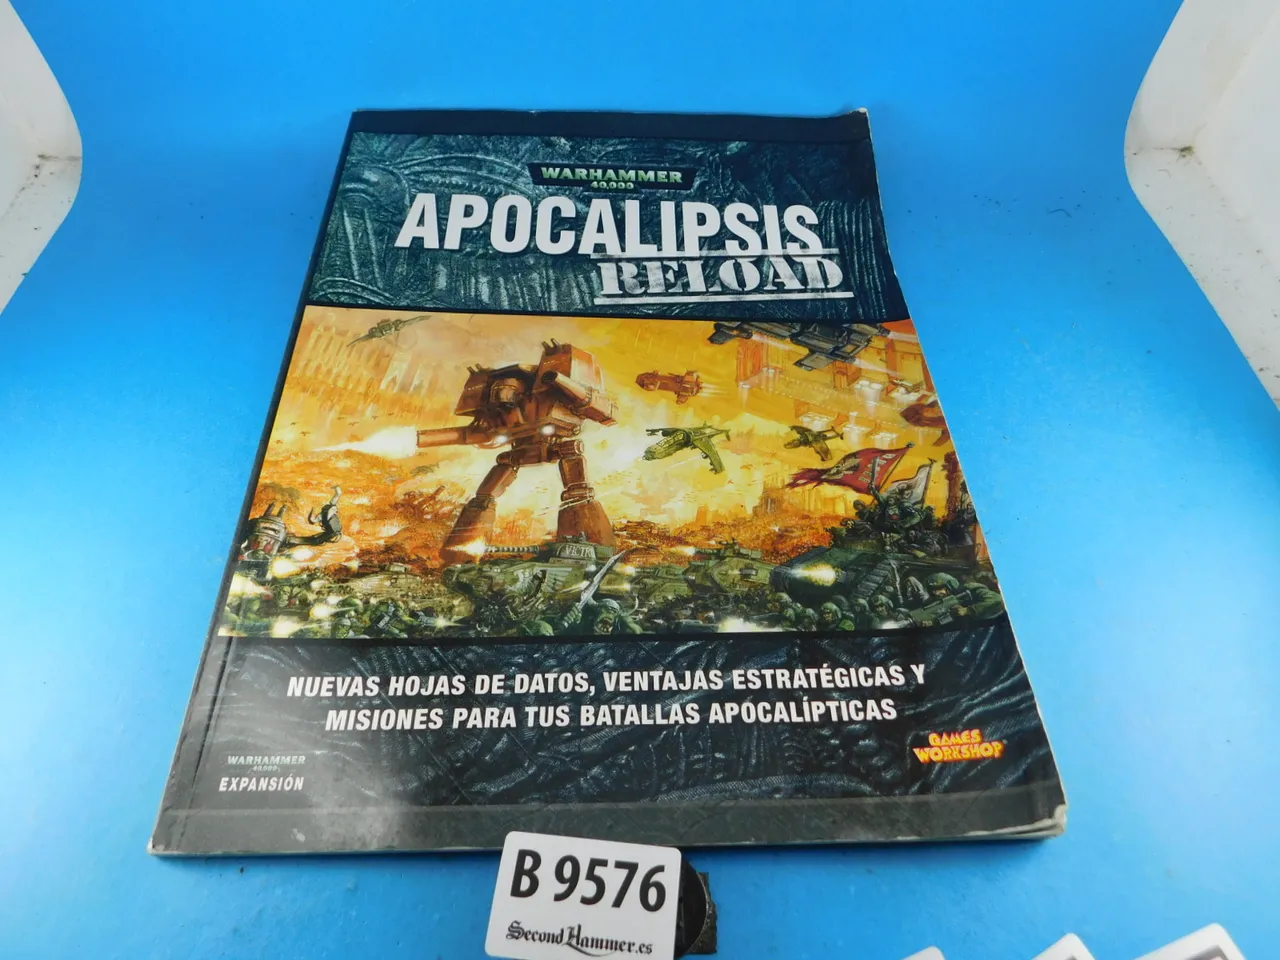 WARHAMMER
40,000
APOCALIPSIS
RELOAD
VICTRI
NUEVAS HOJAS DE DATOS, VENTAJAS ESTRATÉGICAS Y
MISIONES PARA TUS BATALLAS APOCALÍPTICAS
GAMES
WORKSHOP
WARHAMMER
40,000
EXPANSIÓN
B 9576
SecondHammer.es